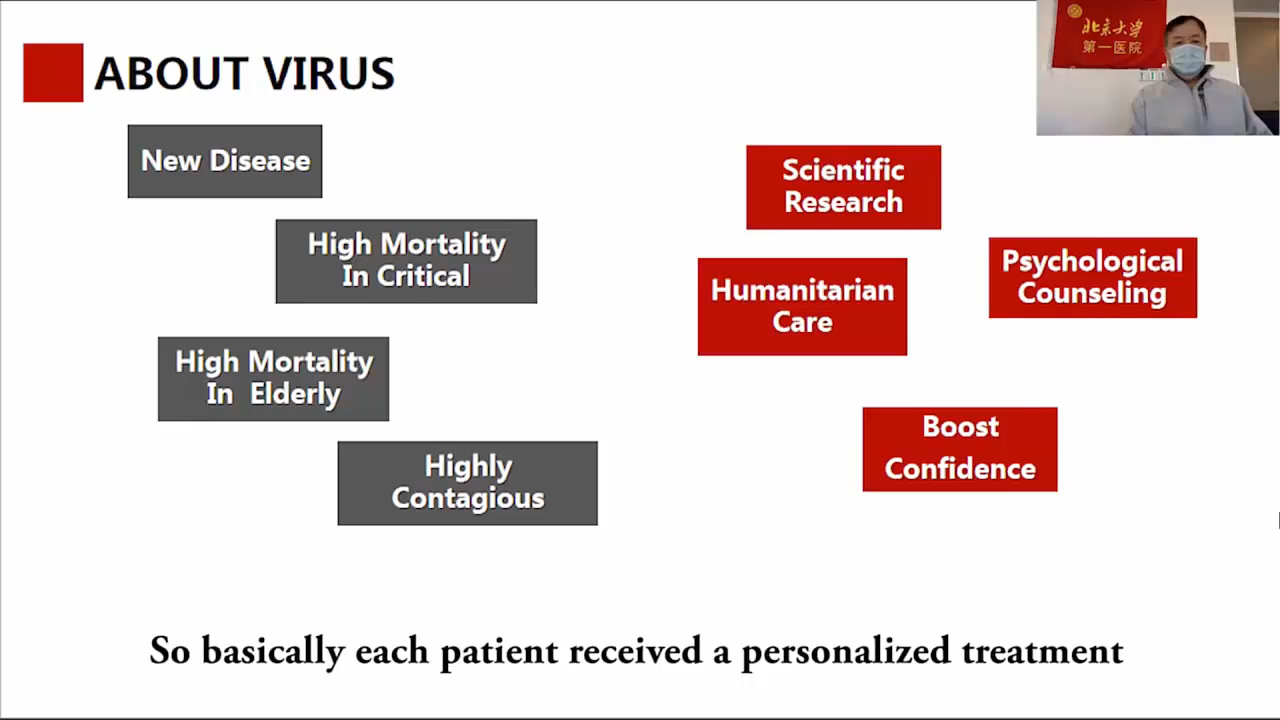 ABOUT VIRUS
北京大学
第一医院
New Disease
High Mortality
In Critical
High Mortality
In Elderly
Highly
Contagious
Scientific
Research
Humanitarian
Care
Psychological
Counseling
Boost
Confidence
So basically each patient received a personalized treatment